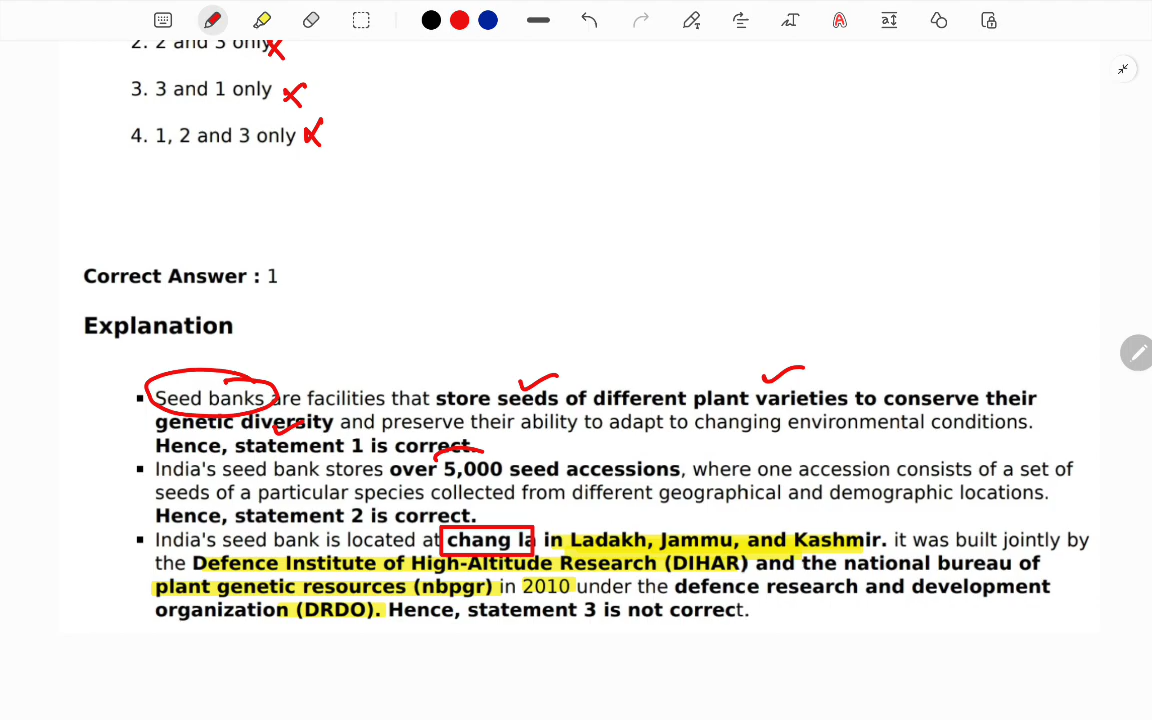 2. 2 and 3 only
3. 3 and 1 only
4. 1, 2 and 3 only
Correct Answer : 1
Explanation
▪ Seed banks are facilities that store seeds of different plant varieties to conserve their
genetic diversity and preserve their ability to adapt to changing environmental conditions.
Hence, statement 1 is correct.
▪ India's seed bank stores over 5,000 seed accessions, where one accession consists of a set of
seeds of a particular species collected from different geographical and demographic locations.
Hence, statement 2 is correct.
▪ India's seed bank is located at chang la in Ladakh, Jammu, and Kashmir. it was built jointly by
the Defence Institute of High-Altitude Research (DIHAR) and the national bureau of
plant genetic resources (nbpgr) in 2010 under the defence research and development
organization (DRDO). Hence, statement 3 is not correct.